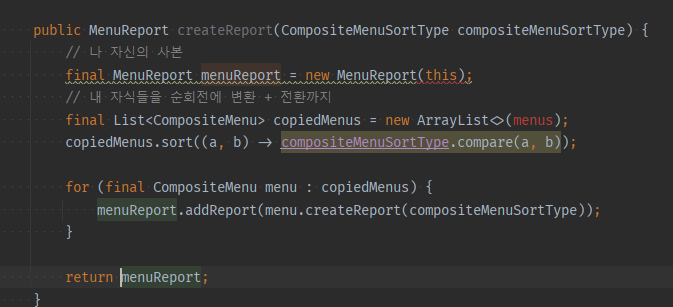 public MenuReport createReport(CompositeMenuSortType compositeMenuSortType) {
// 나 자신의 사본
final MenuReport menuReport = new MenuReport(this);
// 내 자식들을 순회전에 변환 + 전환까지
final List<CompositeMenu> copiedMenus = new ArrayList<>(menus);
copiedMenus.sort((a, b) -> compositeMenuSortType.compare(a, b));
for (final CompositeMenu menu : copiedMenus) {
menuReport.addReport(menu.createReport(compositeMenuSortType));
}
return menuReport;
}